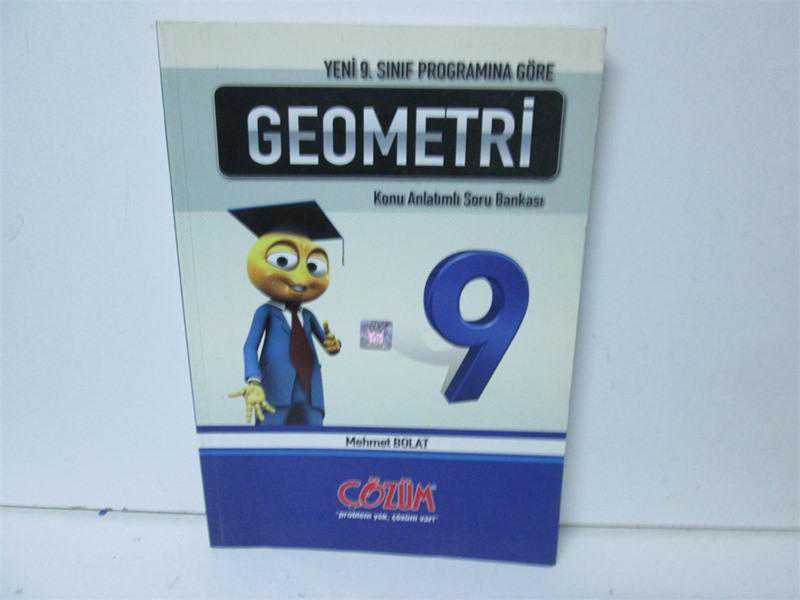 YENİ 9. SINIF PROGRAMINA GÖRE
GEOMETRİ
Konu Anlatımlı Soru Bankası
9
Mehmet BOLAT
ÇÖZÜM
"problem yok, çözüm var!"